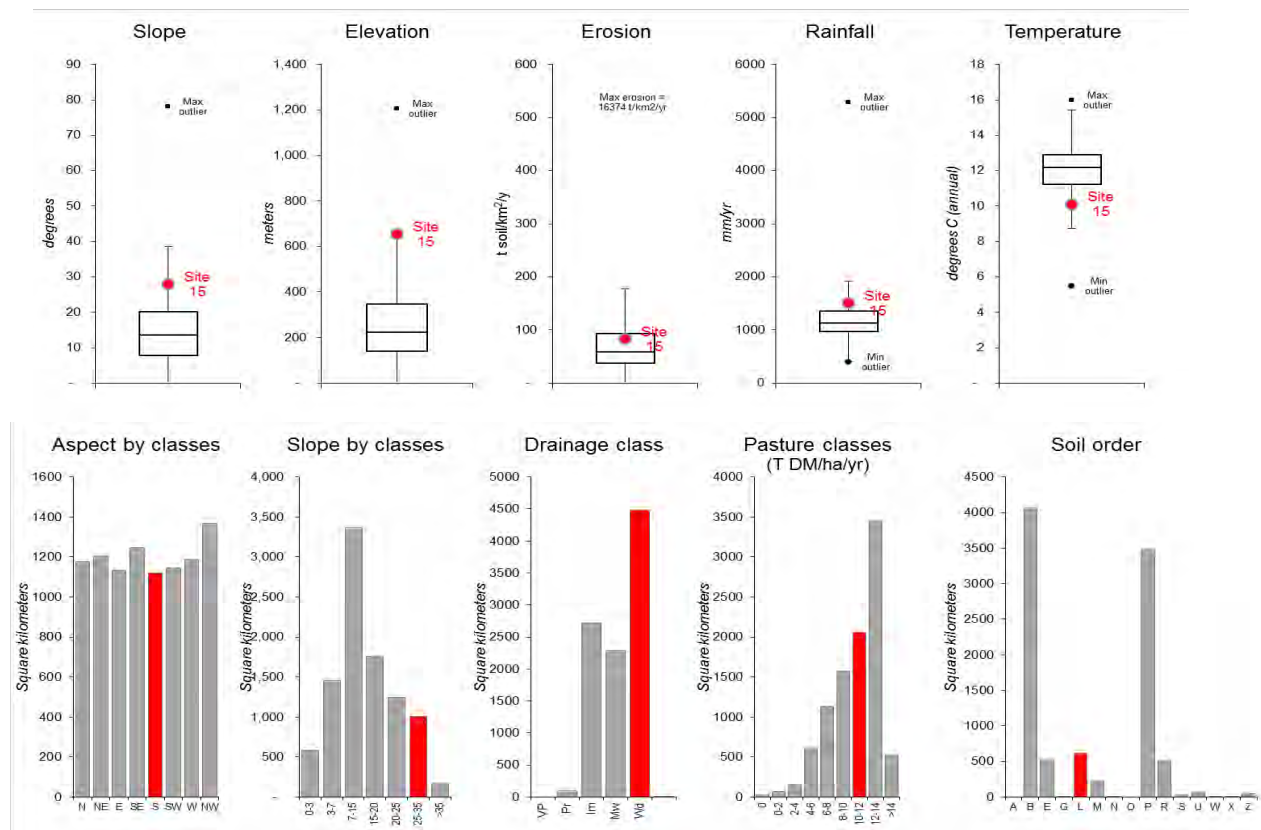 Slope
Elevation
Erosion
Rainfall
Temperature
90
80
70
60
50
40
30
20
10
-
degrees
Max
outlier
Site
15
1,400
1,200
1,000
800
600
400
200
-
meters
Max
outlier
Site
15
600
500
400
300
200
100
-
t soil/km2/y
Max erosion =
16374 t/km2/yr
Site
15
6000
5000
4000
3000
2000
1000
0
mm/yr
Max
outlier
Site
15
Min
outlier
18
16
14
12
10
8
6
4
2
-
degrees C (annual)
Max
outlier
Site
15
Min
outlier
Aspect by classes
Slope by classes
Drainage class
Pasture classes
(T DM/ha/yr)
Soil order
1600
1400
1200
1000
800
600
400
200
0
Square kilometers
N NE E SE S SW W NW
4,000
3,500
3,000
2,500
2,000
1,500
1,000
500
-
Square kilometers
0-3 3-7 7-15 15-20 20-25 25-35 >35
5000
4500
4000
3500
3000
2500
2000
1500
1000
500
0
Square kilometers
VP Pr Im Mw Wd
4000
3500
3000
2500
2000
1500
1000
500
0
Square kilometers
0 0-2 2-4 4-6 6-8 8-10 10-12 12-14 >14
4500
4000
3500
3000
2500
2000
1500
1000
500
0
Square kilometers
A B E G L M N O P R S U W X Z